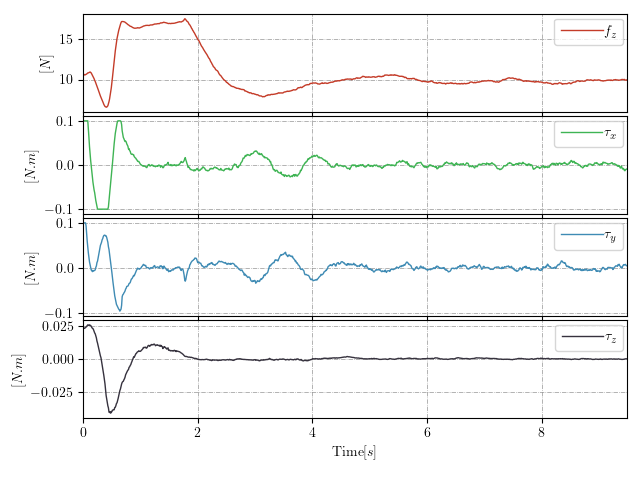 15
10
[N]
f_z
0.1
0.0
−0.1
[N.m]
τ_x
0.1
0.0
−0.1
[N.m]
τ_y
0.025
0.000
−0.025
[N.m]
τ_z
0 2 4 6 8
Time[s]